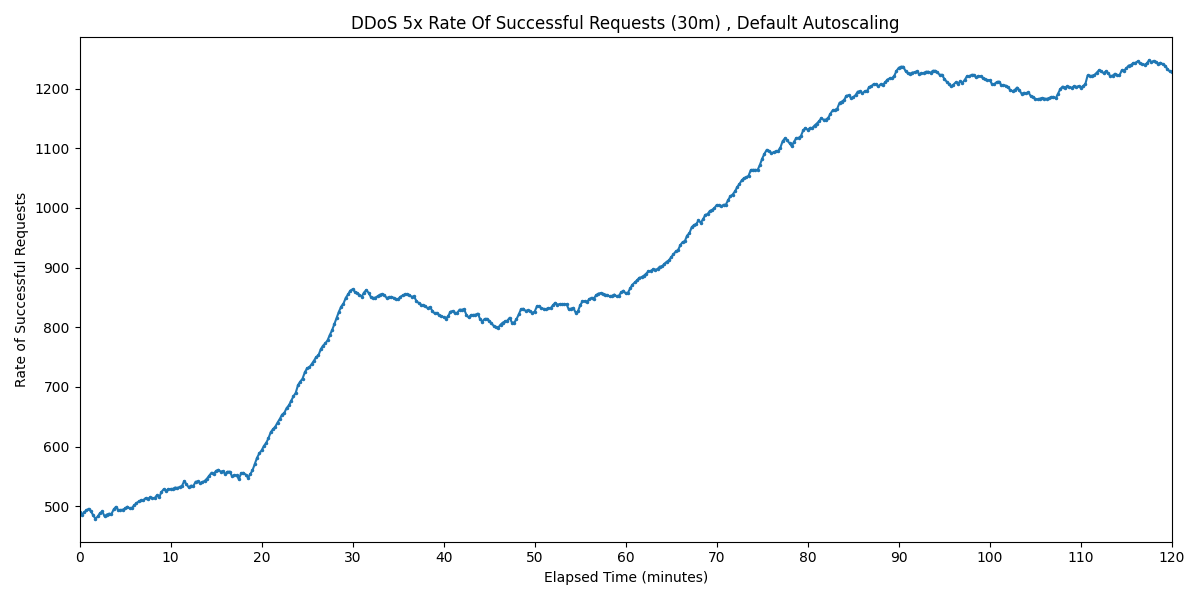 DDoS 5x Rate Of Successful Requests (30m) , Default Autoscaling
Rate of Successful Requests
1200
1100
1000
900
800
700
600
500
0 10 20 30 40 50 60 70 80 90 100 110 120
Elapsed Time (minutes)